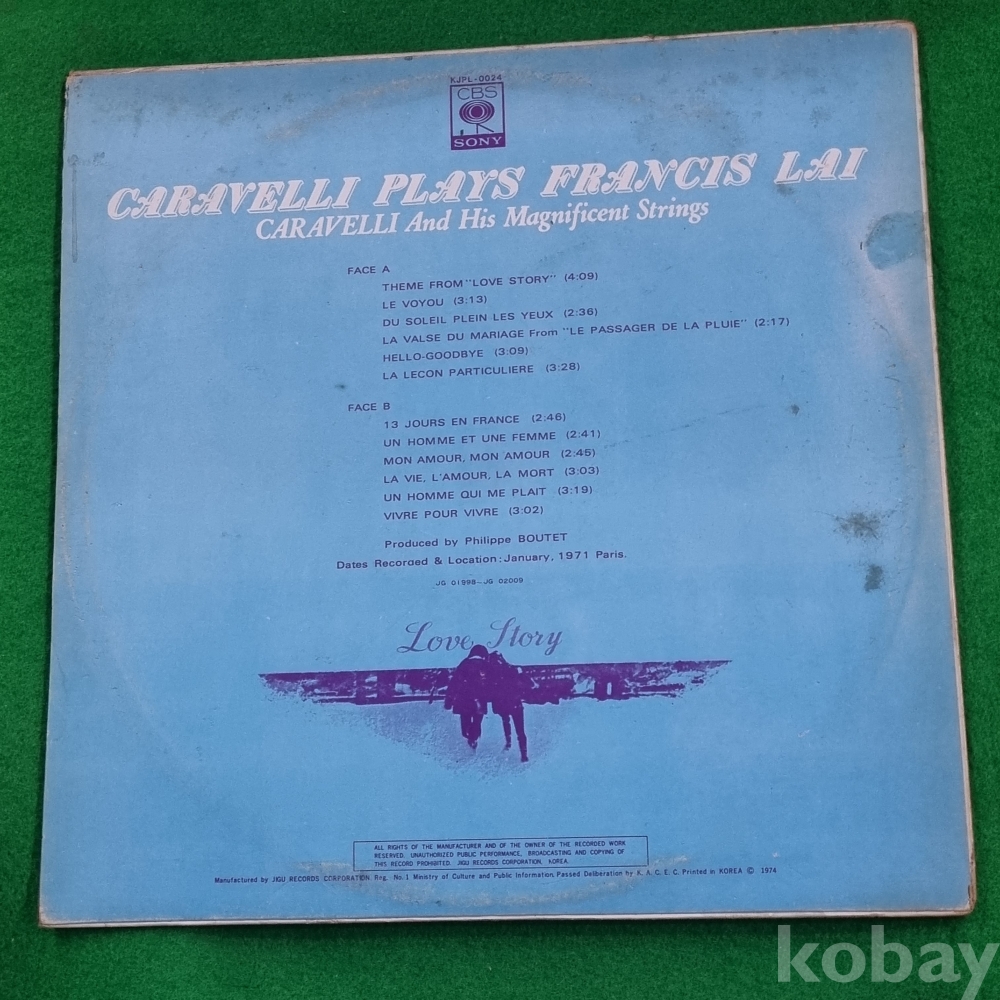 KJPL-0024
CBS
SONY
CARAVELLI PLAYS FRANCIS LAI
CARAVELLI And His Magnificent Strings
FACE A
THEME FROM "LOVE STORY" (4:09)
LE VOYOU (3:13)
DU SOLEIL PLEIN LES YEUX (2:36)
LA VALSE DU MARIAGE From "LE PASSAGER DE LA PLUIE" (2:17)
HELLO-GOODBYE (3:09)
LA LECON PARTICULIERE (3:28)
FACE B
13 JOURS EN FRANCE (2:46)
UN HOMME ET UNE FEMME (2:41)
MON AMOUR, MON AMOUR (2:45)
LA VIE, L'AMOUR, LA MORT (3:03)
UN HOMME QUI ME PLAIT (3:19)
VIVRE POUR VIVRE (3:02)
Produced by Philippe BOUTET
Dates Recorded & Location: January, 1971 Paris.
JG 01998~JG 02009
Love Story
ALL RIGHTS OF THE MANUFACTURER AND OF THE OWNER OF THE RECORDED WORK
RESERVED. UNAUTHORIZED PUBLIC PERFORMANCE, BROADCASTING AND COPYING OF
THIS RECORD PROHIBITED. JIGU RECORDS CORPORATION, KOREA.
Manufactured by JIGU RECORDS CORPORATION. Reg. No.1 Ministry of Culture and Public Information. Passed Deliberation by K. A. C. E. C. Printed in KOREA © 1974
kobay